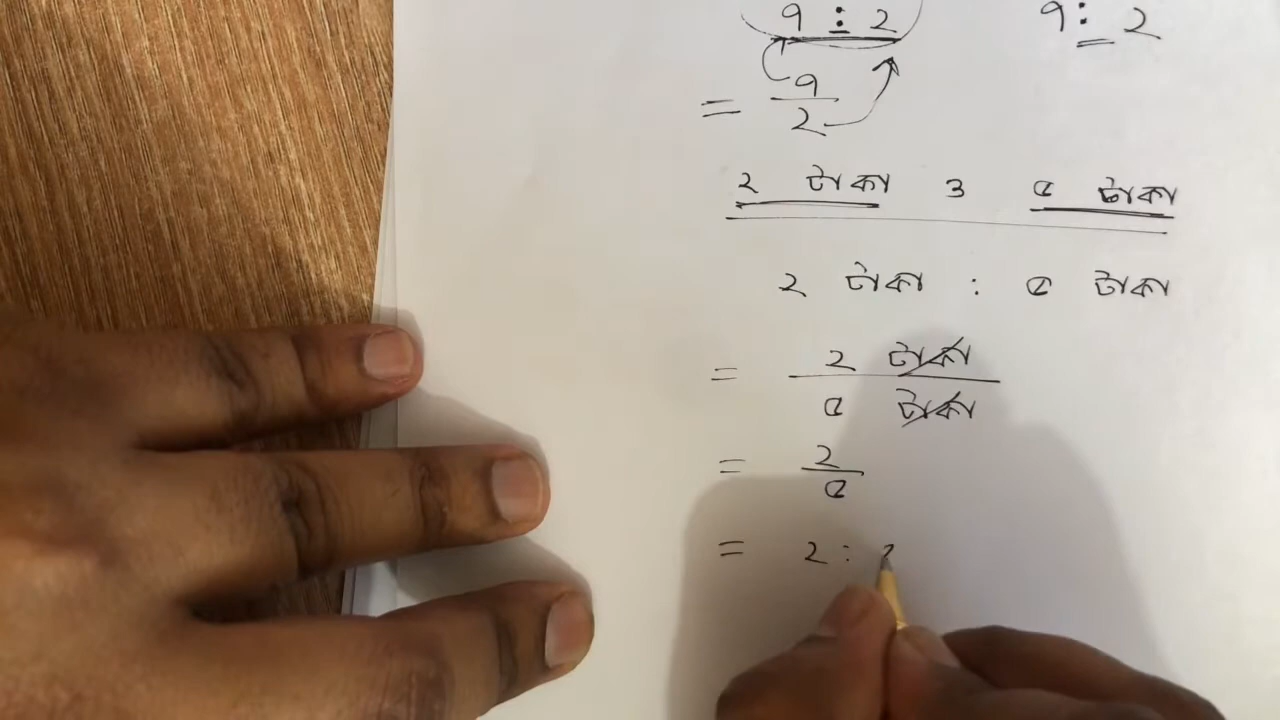 ৭ : ২ ৭ : ২
= ৭
২
২ টাকা ও ৫ টাকা
২ টাকা : ৫ টাকা
= ২ টাকা
৫ টাকা
= ২
৫
= ২ :